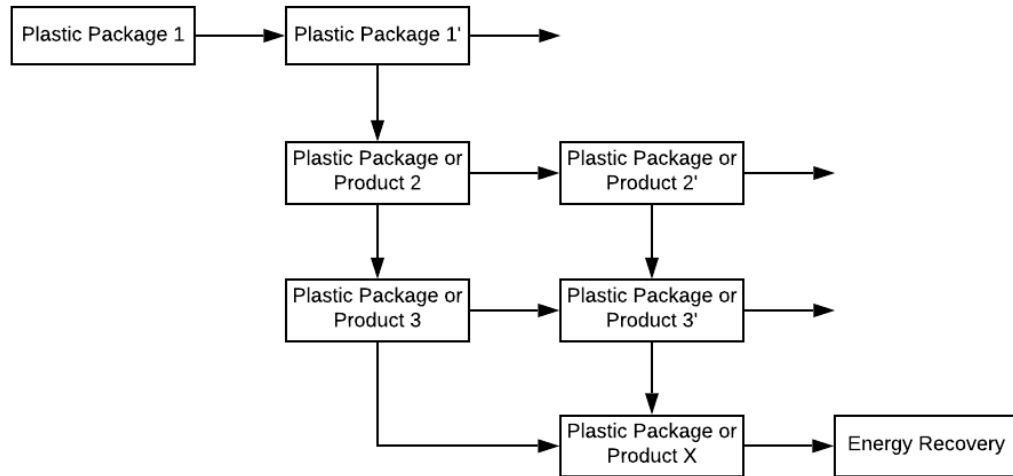 Plastic Package 1
Plastic Package 1'
Plastic Package or
Product 2
Plastic Package or
Product 2'
Plastic Package or
Product 3
Plastic Package or
Product 3'
Plastic Package or
Product X
Energy Recovery